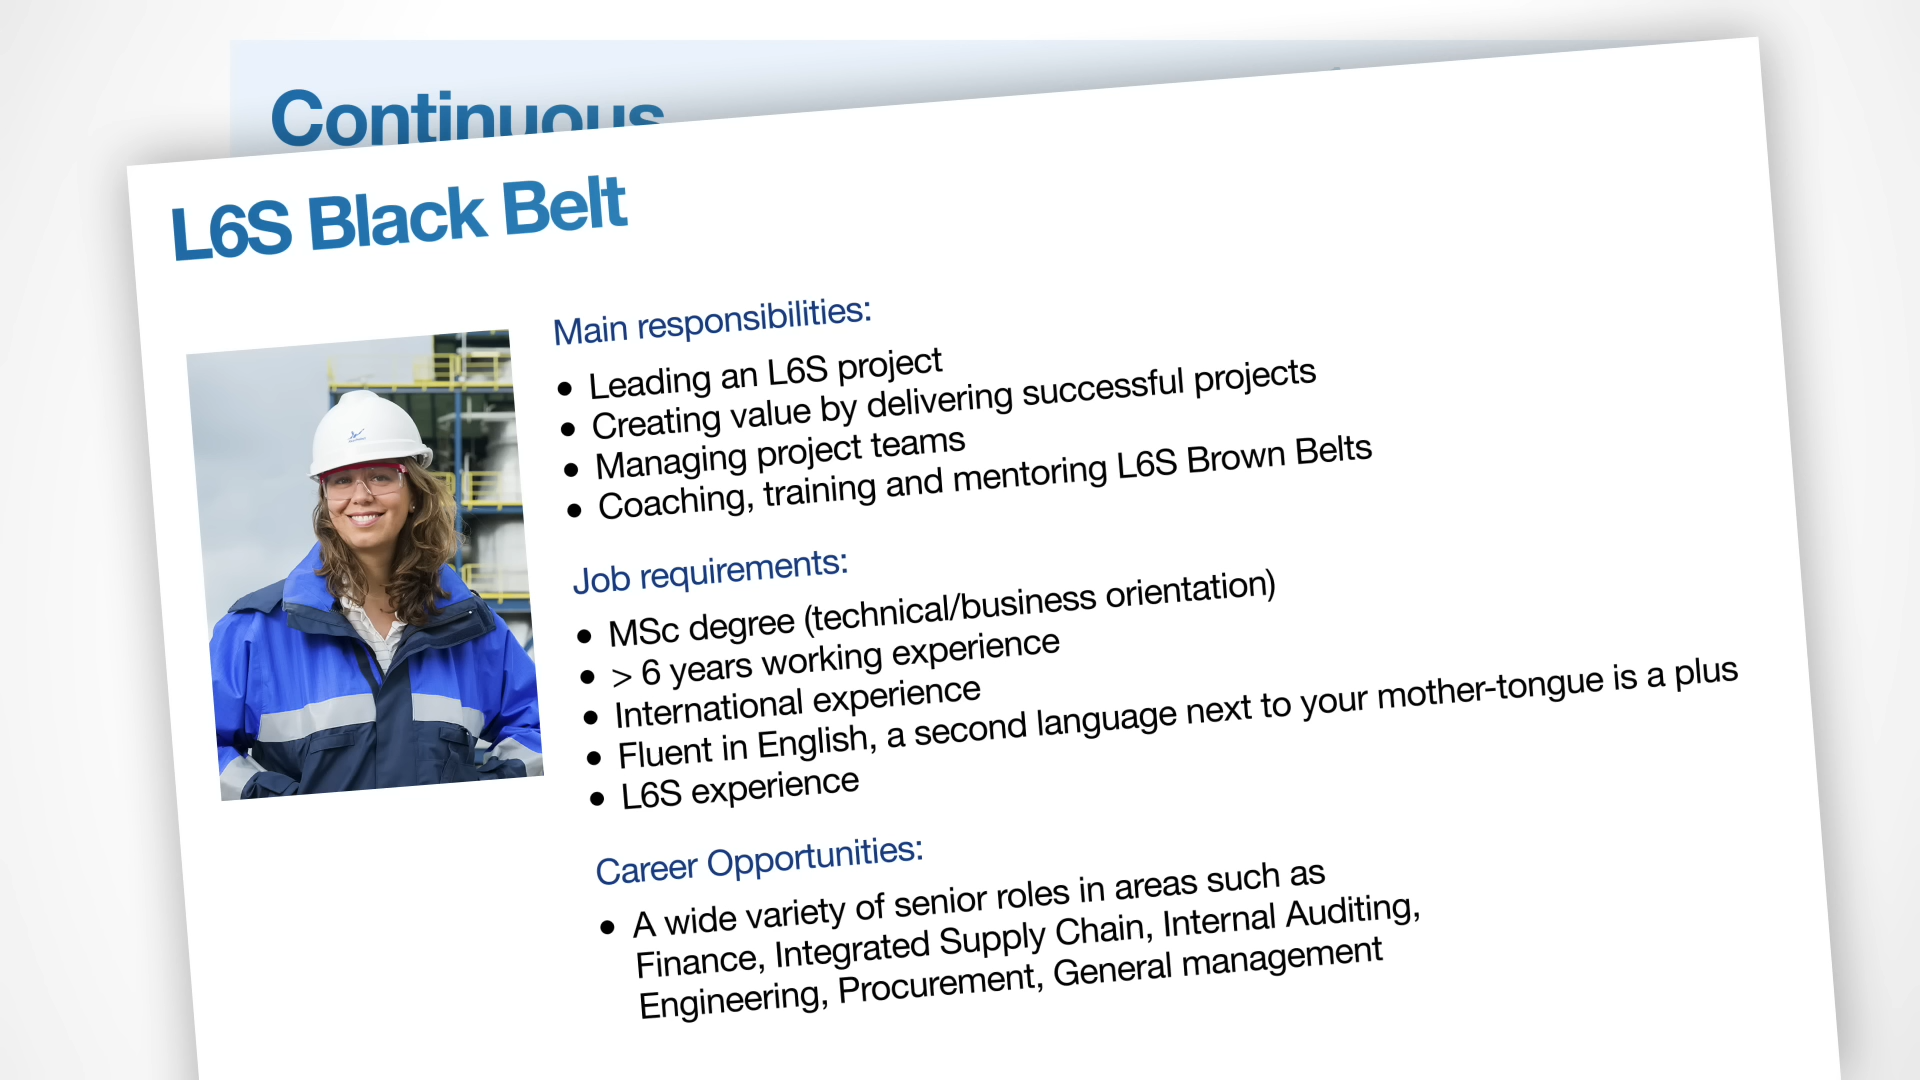 Continuous
L6S Black Belt
Main responsibilities:
● Leading an L6S project
● Creating value by delivering successful projects
● Managing project teams
● Coaching, training and mentoring L6S Brown Belts
Job requirements:
● MSc degree (technical/business orientation)
● > 6 years working experience
● International experience
● Fluent in English, a second language next to your mother-tongue is a plus
● L6S experience
Career Opportunities:
● A wide variety of senior roles in areas such as
Finance, Integrated Supply Chain, Internal Auditing,
Engineering, Procurement, General management